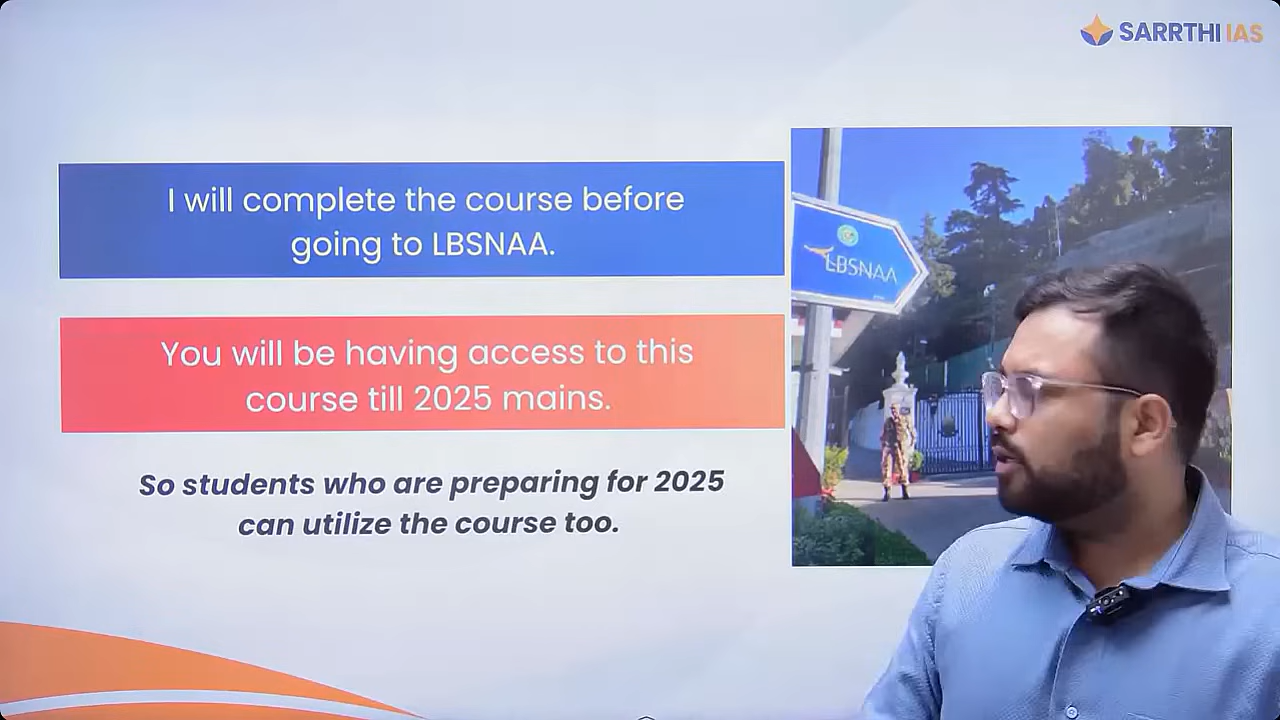 SARRTHI IAS
I will complete the course before
going to LBSNAA.
LBSNAA
You will be having access to this
course till 2025 mains.
So students who are preparing for 2025
can utilize the course too.